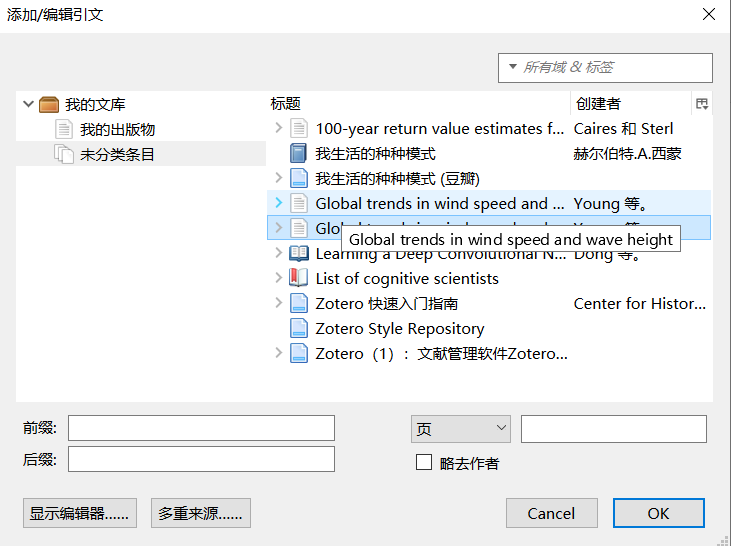 添加/编辑引文
所有域 & 标签
我的文库
我的出版物
未分类条目
标题 创建者
100-year return value estimates f... Caires 和 Sterl
我生活的种种模式 赫尔伯特.A.西蒙
我生活的种种模式 (豆瓣)
Global trends in wind speed and ... Young 等。
Global trends in wind speed and wave height
Learning a Deep Convolutional N... Dong 等。
List of cognitive scientists
Zotero 快速入门指南 Center for Histor...
Zotero Style Repository
Zotero（1）：文献管理软件Zotero...
前缀: 页
后缀: 略去作者
显示编辑器...... 多重来源...... Cancel OK